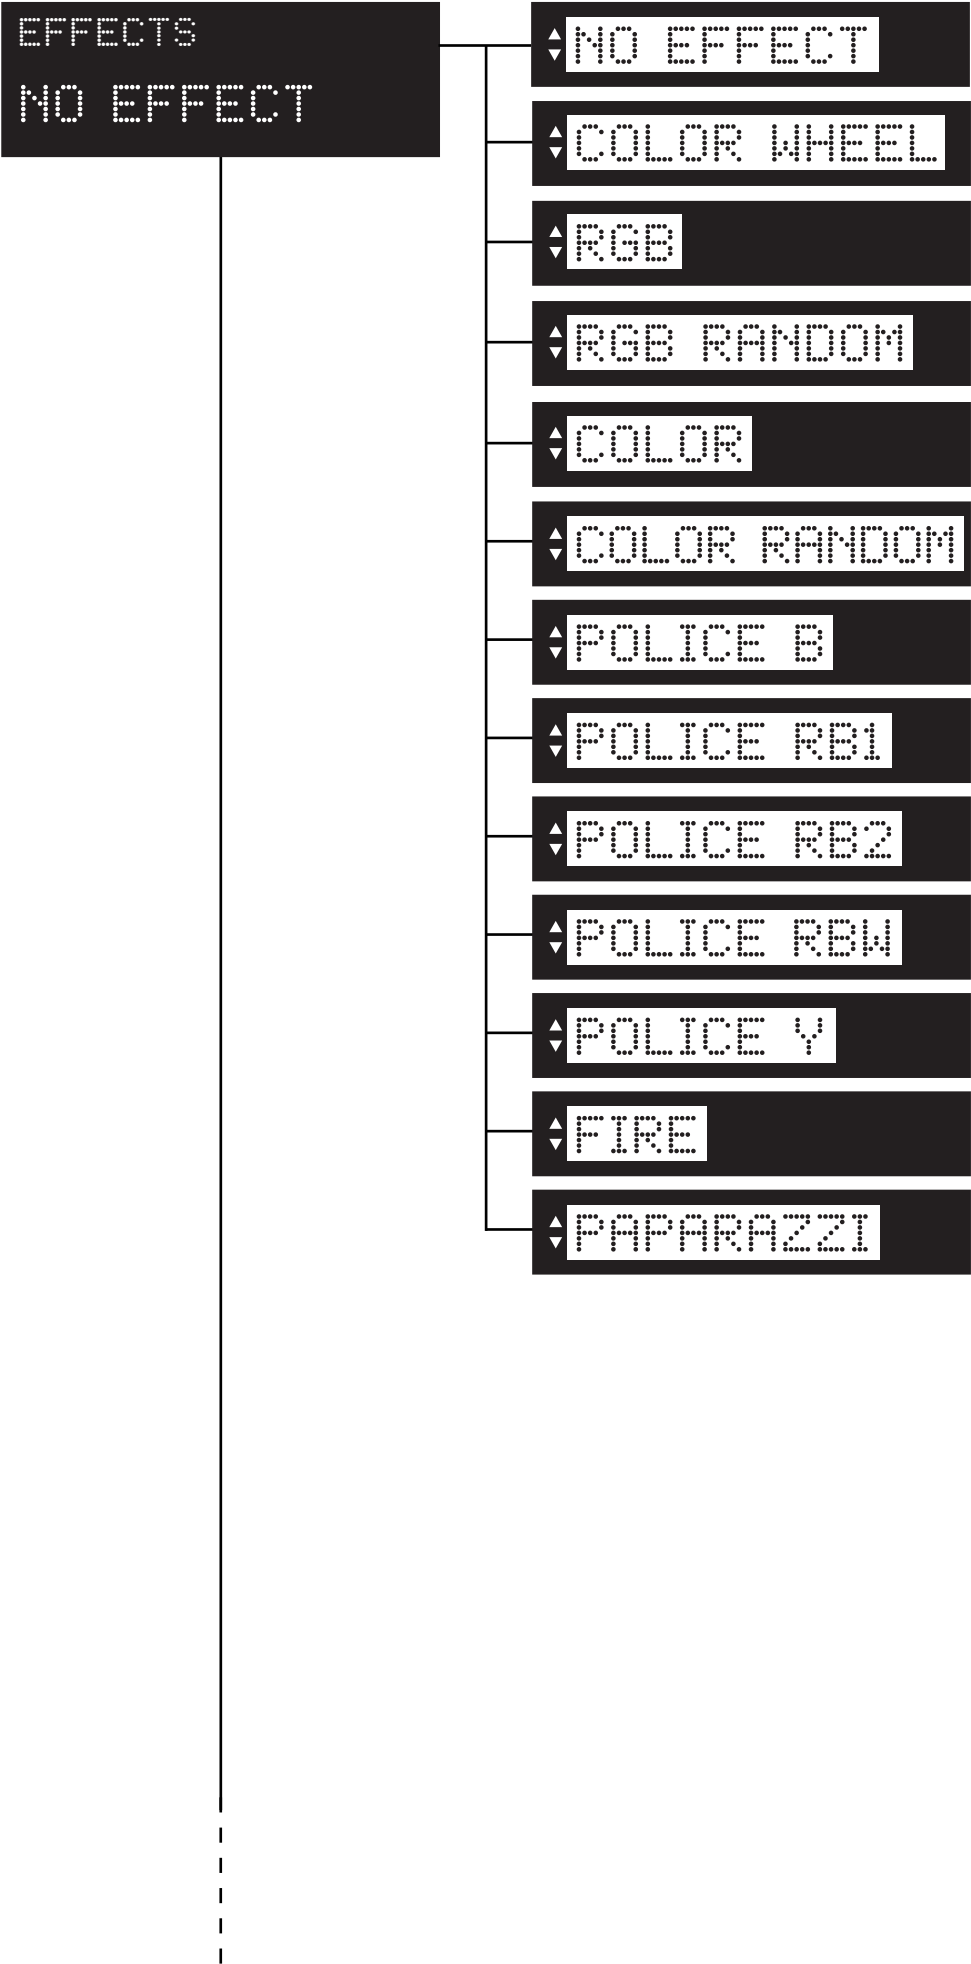 EFFECTS
NO EFFECT
NO EFFECT
COLOR WHEEL
RGB
RGB RANDOM
COLOR
COLOR RANDOM
POLICE B
POLICE RB1
POLICE RB2
POLICE RBW
POLICE Y
FIRE
PAPARAZZI